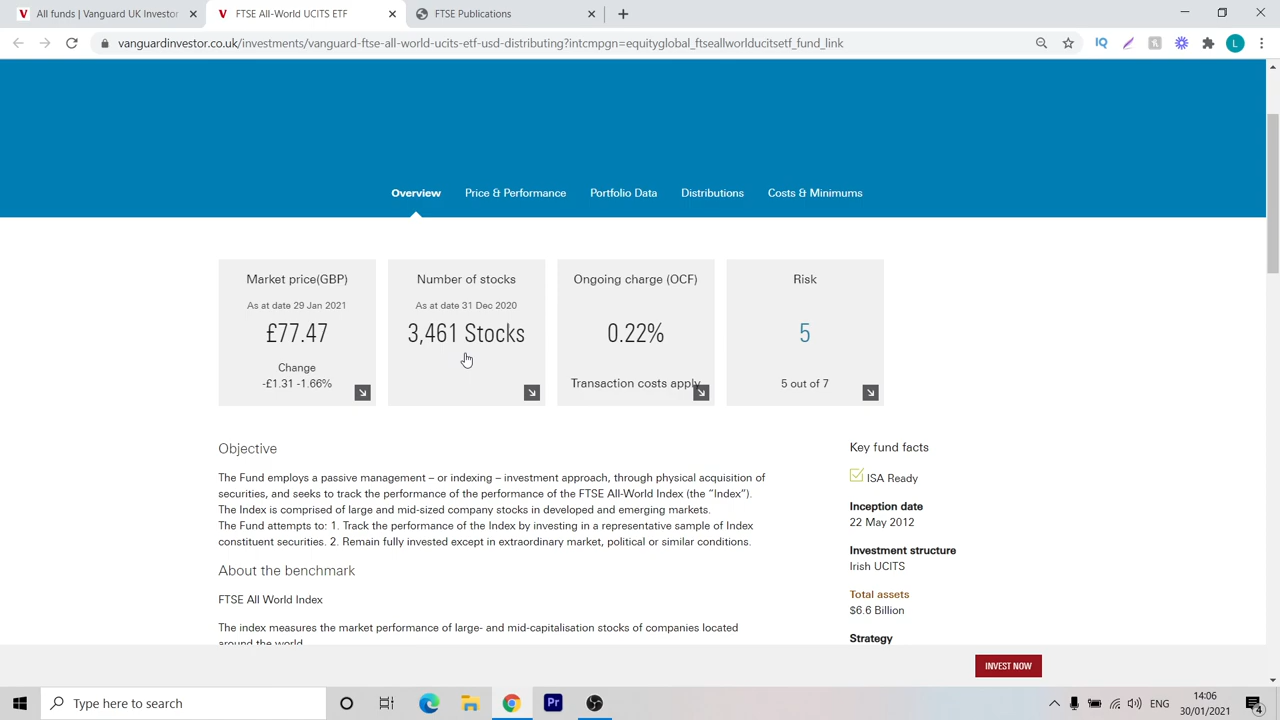 All funds | Vanguard UK Investor
FTSE All-World UCITS ETF
FTSE Publications
vanguardinvestor.co.uk/investments/vanguard-ftse-all-world-ucits-etf-usd-distributing?intcmpgn=equityglobal_ftseallworlducitsetf_fund_link
IQ
L
Overview Price & Performance Portfolio Data Distributions Costs & Minimums
Market price(GBP)
As at date 29 Jan 2021
£77.47
Change
-£1.31 -1.66%
Number of stocks
As at date 31 Dec 2020
3,461 Stocks
Ongoing charge (OCF)
0.22%
Transaction costs apply
Risk
5
5 out of 7
Objective
The Fund employs a passive management – or indexing – investment approach, through physical acquisition of
securities, and seeks to track the performance of the performance of the FTSE All-World Index (the “Index”).
The Index is comprised of large and mid-sized company stocks in developed and emerging markets.
The Fund attempts to: 1. Track the performance of the Index by investing in a representative sample of Index
constituent securities. 2. Remain fully invested except in extraordinary market, political or similar conditions.
About the benchmark
FTSE All World Index
The index measures the market performance of large- and mid-capitalisation stocks of companies located
around the world.
Key fund facts
ISA Ready
Inception date
22 May 2012
Investment structure
Irish UCITS
Total assets
$6.6 Billion
Strategy
INVEST NOW
Type here to search
Pr
ENG
14:06
30/01/2021
4